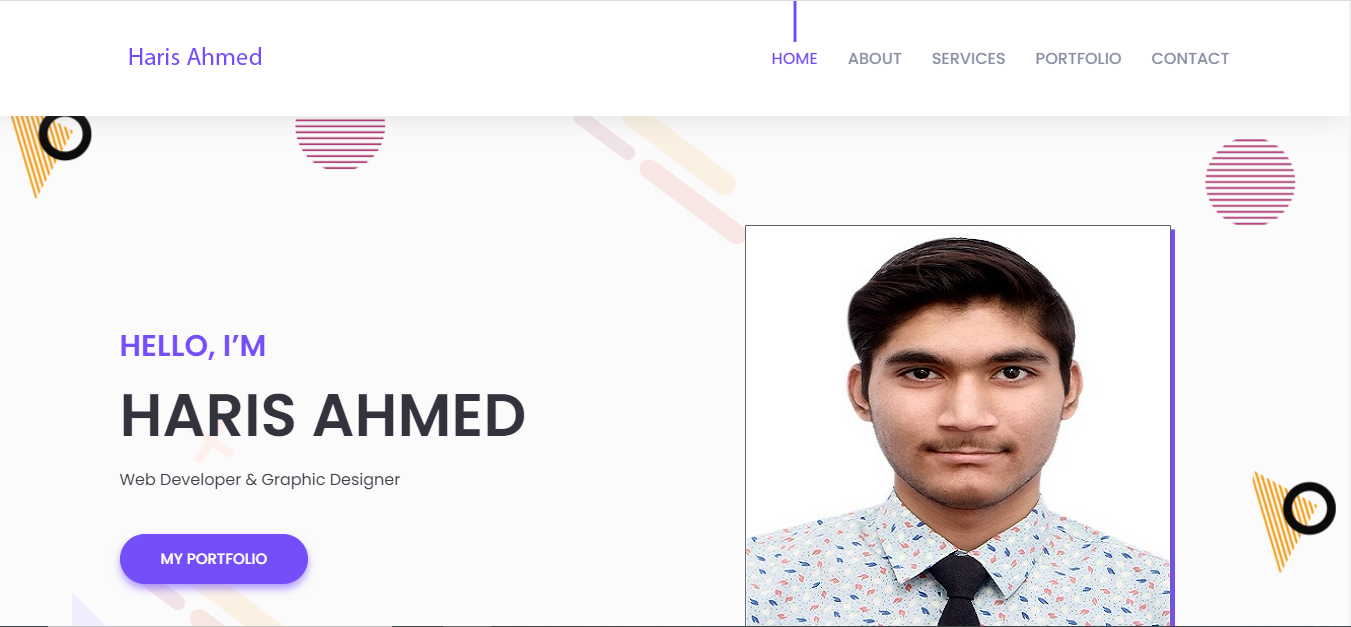 Haris Ahmed
HOME ABOUT SERVICES PORTFOLIO CONTACT
HELLO, I’M
HARIS AHMED
Web Developer & Graphic Designer
MY PORTFOLIO